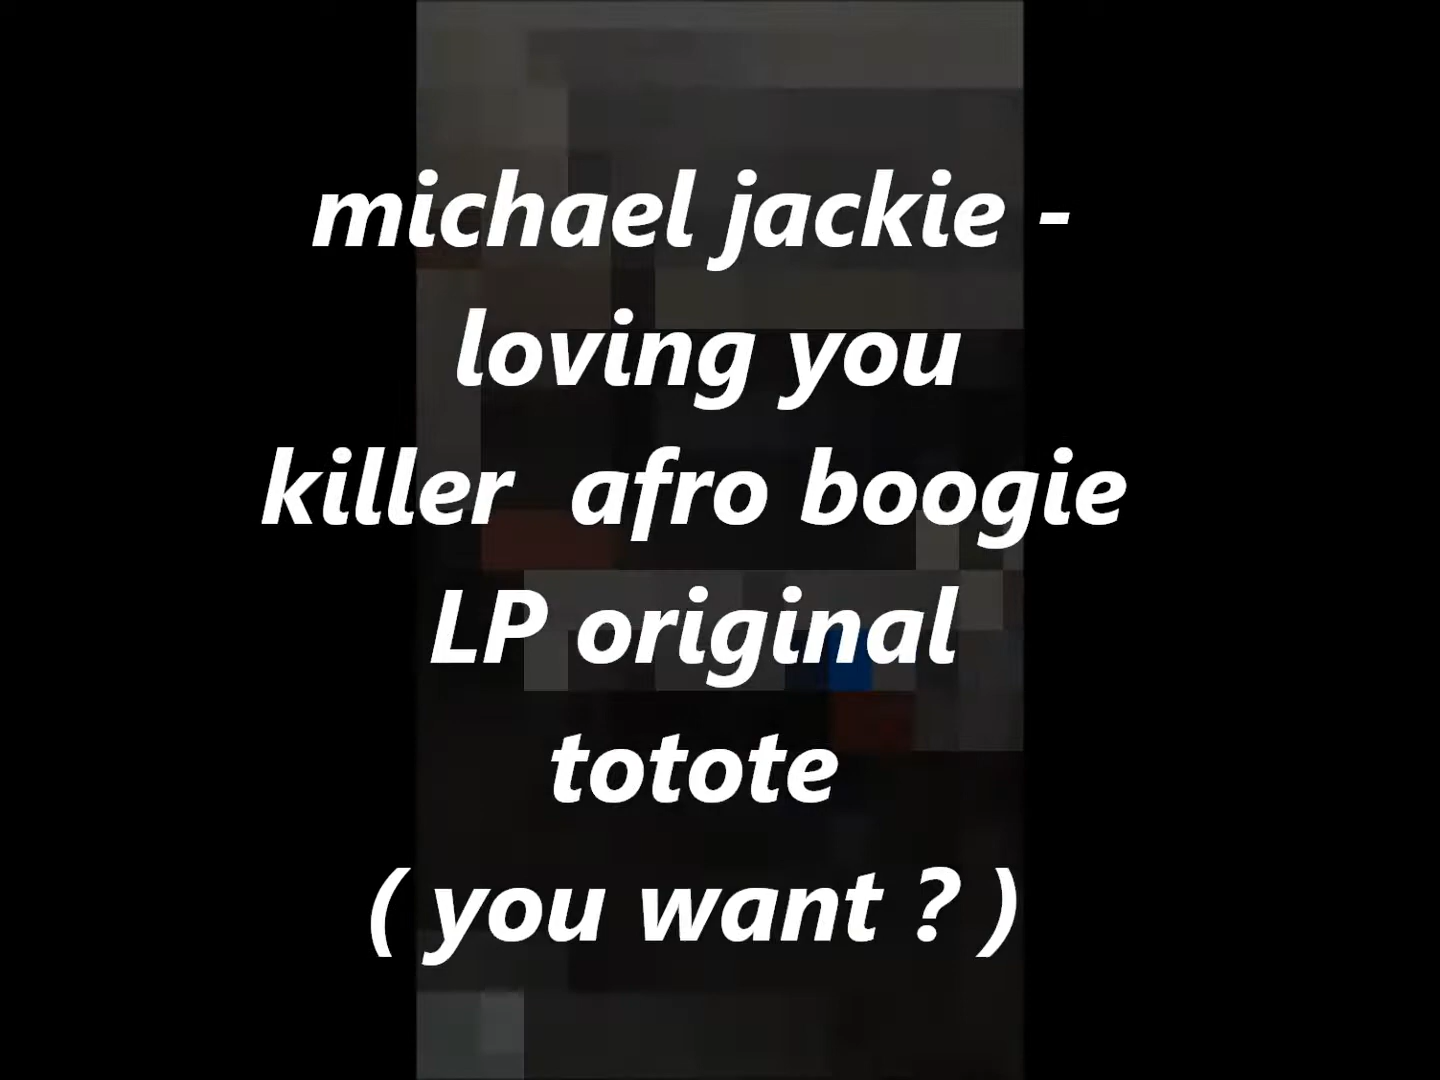 michael jackie -
loving you
killer  afro boogie
LP original
totote
( you want ? )